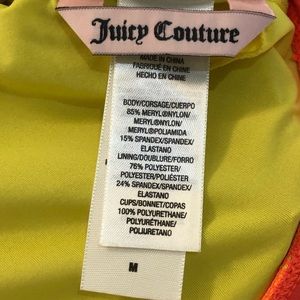 Juicy Couture
MADE IN CHINA
FABRIQUÉ EN CHINE
HECHO EN CHINE
BODY/CORSAGE/CUERPO
85% MERYL®NYLON/
MERYL®NYLON/
MERYL®POLIAMIDA
15% SPANDEX/SPANDEX/
ELASTANO
LINING/DOUBLURE/FORRO
76% POLYESTER/
POLYESTER/POLIÉSTER
24% SPANDEX/SPANDEX/
ELASTANO
CUPS/BONNET/COPAS
100% POLYURETHANE/
POLYURÉTHANE/
POLIURETANO
M